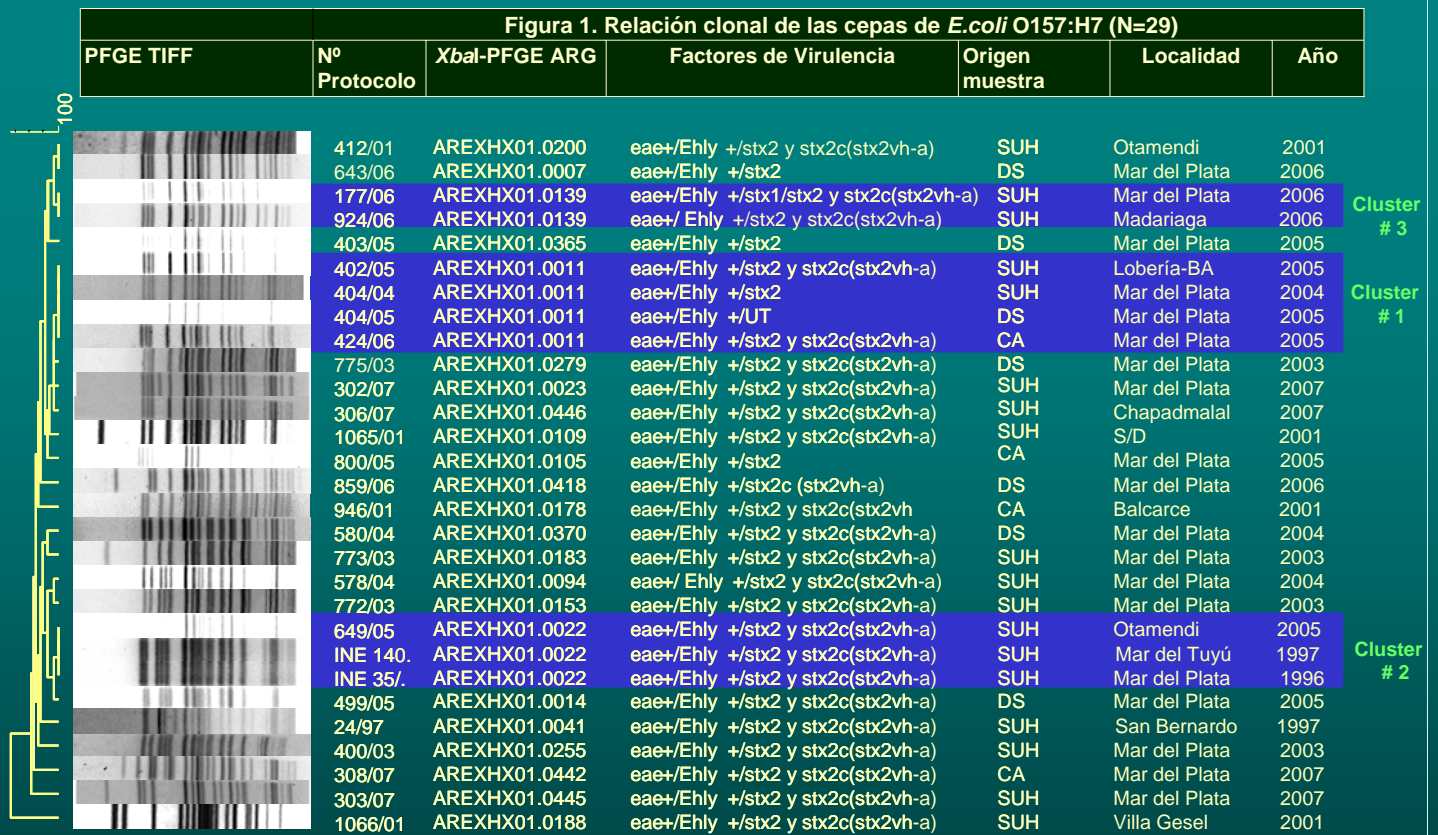 Figura 1. Relación clonal de las cepas de E.coli O157:H7 (N=29)
PFGE TIFF Nº Protocolo XbaI-PFGE ARG Factores de Virulencia Origen muestra Localidad Año
100
412/01 AREXHX01.0200 eae+/Ehly +/stx2 y stx2c(stx2vh-a) SUH Otamendi 2001
643/06 AREXHX01.0007 eae+/Ehly +/stx2 DS Mar del Plata 2006
177/06 AREXHX01.0139 eae+/Ehly +/stx1/stx2 y stx2c(stx2vh-a) SUH Mar del Plata 2006
924/06 AREXHX01.0139 eae+/ Ehly +/stx2 y stx2c(stx2vh-a) SUH Madariaga 2006
Cluster # 3
403/05 AREXHX01.0365 eae+/Ehly +/stx2 DS Mar del Plata 2005
402/05 AREXHX01.0011 eae+/Ehly +/stx2 y stx2c(stx2vh-a) SUH Lobería-BA 2005
404/04 AREXHX01.0011 eae+/Ehly +/stx2 SUH Mar del Plata 2004
Cluster # 1
404/05 AREXHX01.0011 eae+/Ehly +/UT DS Mar del Plata 2005
424/06 AREXHX01.0011 eae+/Ehly +/stx2 y stx2c(stx2vh-a) CA Mar del Plata 2005
775/03 AREXHX01.0279 eae+/Ehly +/stx2 y stx2c(stx2vh-a) DS Mar del Plata 2003
302/07 AREXHX01.0023 eae+/Ehly +/stx2 y stx2c(stx2vh-a) SUH Mar del Plata 2007
306/07 AREXHX01.0446 eae+/Ehly +/stx2 y stx2c(stx2vh-a) SUH Chapadmalal 2007
1065/01 AREXHX01.0109 eae+/Ehly +/stx2 y stx2c(stx2vh-a) SUH S/D 2001
800/05 AREXHX01.0105 eae+/Ehly +/stx2 CA Mar del Plata 2005
859/06 AREXHX01.0418 eae+/Ehly +/stx2c (stx2vh-a) DS Mar del Plata 2006
946/01 AREXHX01.0178 eae+/Ehly +/stx2 y stx2c(stx2vh CA Balcarce 2001
580/04 AREXHX01.0370 eae+/Ehly +/stx2 y stx2c(stx2vh-a) DS Mar del Plata 2004
773/03 AREXHX01.0183 eae+/Ehly +/stx2 y stx2c(stx2vh-a) SUH Mar del Plata 2003
578/04 AREXHX01.0094 eae+/ Ehly +/stx2 y stx2c(stx2vh-a) SUH Mar del Plata 2004
772/03 AREXHX01.0153 eae+/Ehly +/stx2 y stx2c(stx2vh-a) SUH Mar del Plata 2003
649/05 AREXHX01.0022 eae+/Ehly +/stx2 y stx2c(stx2vh-a) SUH Otamendi 2005
INE 140. AREXHX01.0022 eae+/Ehly +/stx2 y stx2c(stx2vh-a) SUH Mar del Tuyú 1997
Cluster # 2
INE 35/. AREXHX01.0022 eae+/Ehly +/stx2 y stx2c(stx2vh-a) SUH Mar del Plata 1996
499/05 AREXHX01.0014 eae+/Ehly +/stx2 y stx2c(stx2vh-a) DS Mar del Plata 2005
24/97 AREXHX01.0041 eae+/Ehly +/stx2 y stx2c(stx2vh-a) SUH San Bernardo 1997
400/03 AREXHX01.0255 eae+/Ehly +/stx2 y stx2c(stx2vh-a) SUH Mar del Plata 2003
308/07 AREXHX01.0442 eae+/Ehly +/stx2 y stx2c(stx2vh-a) CA Mar del Plata 2007
303/07 AREXHX01.0445 eae+/Ehly +/stx2 y stx2c(stx2vh-a) SUH Mar del Plata 2007
1066/01 AREXHX01.0188 eae+/Ehly +/stx2 y stx2c(stx2vh-a) SUH Villa Gesel 2001